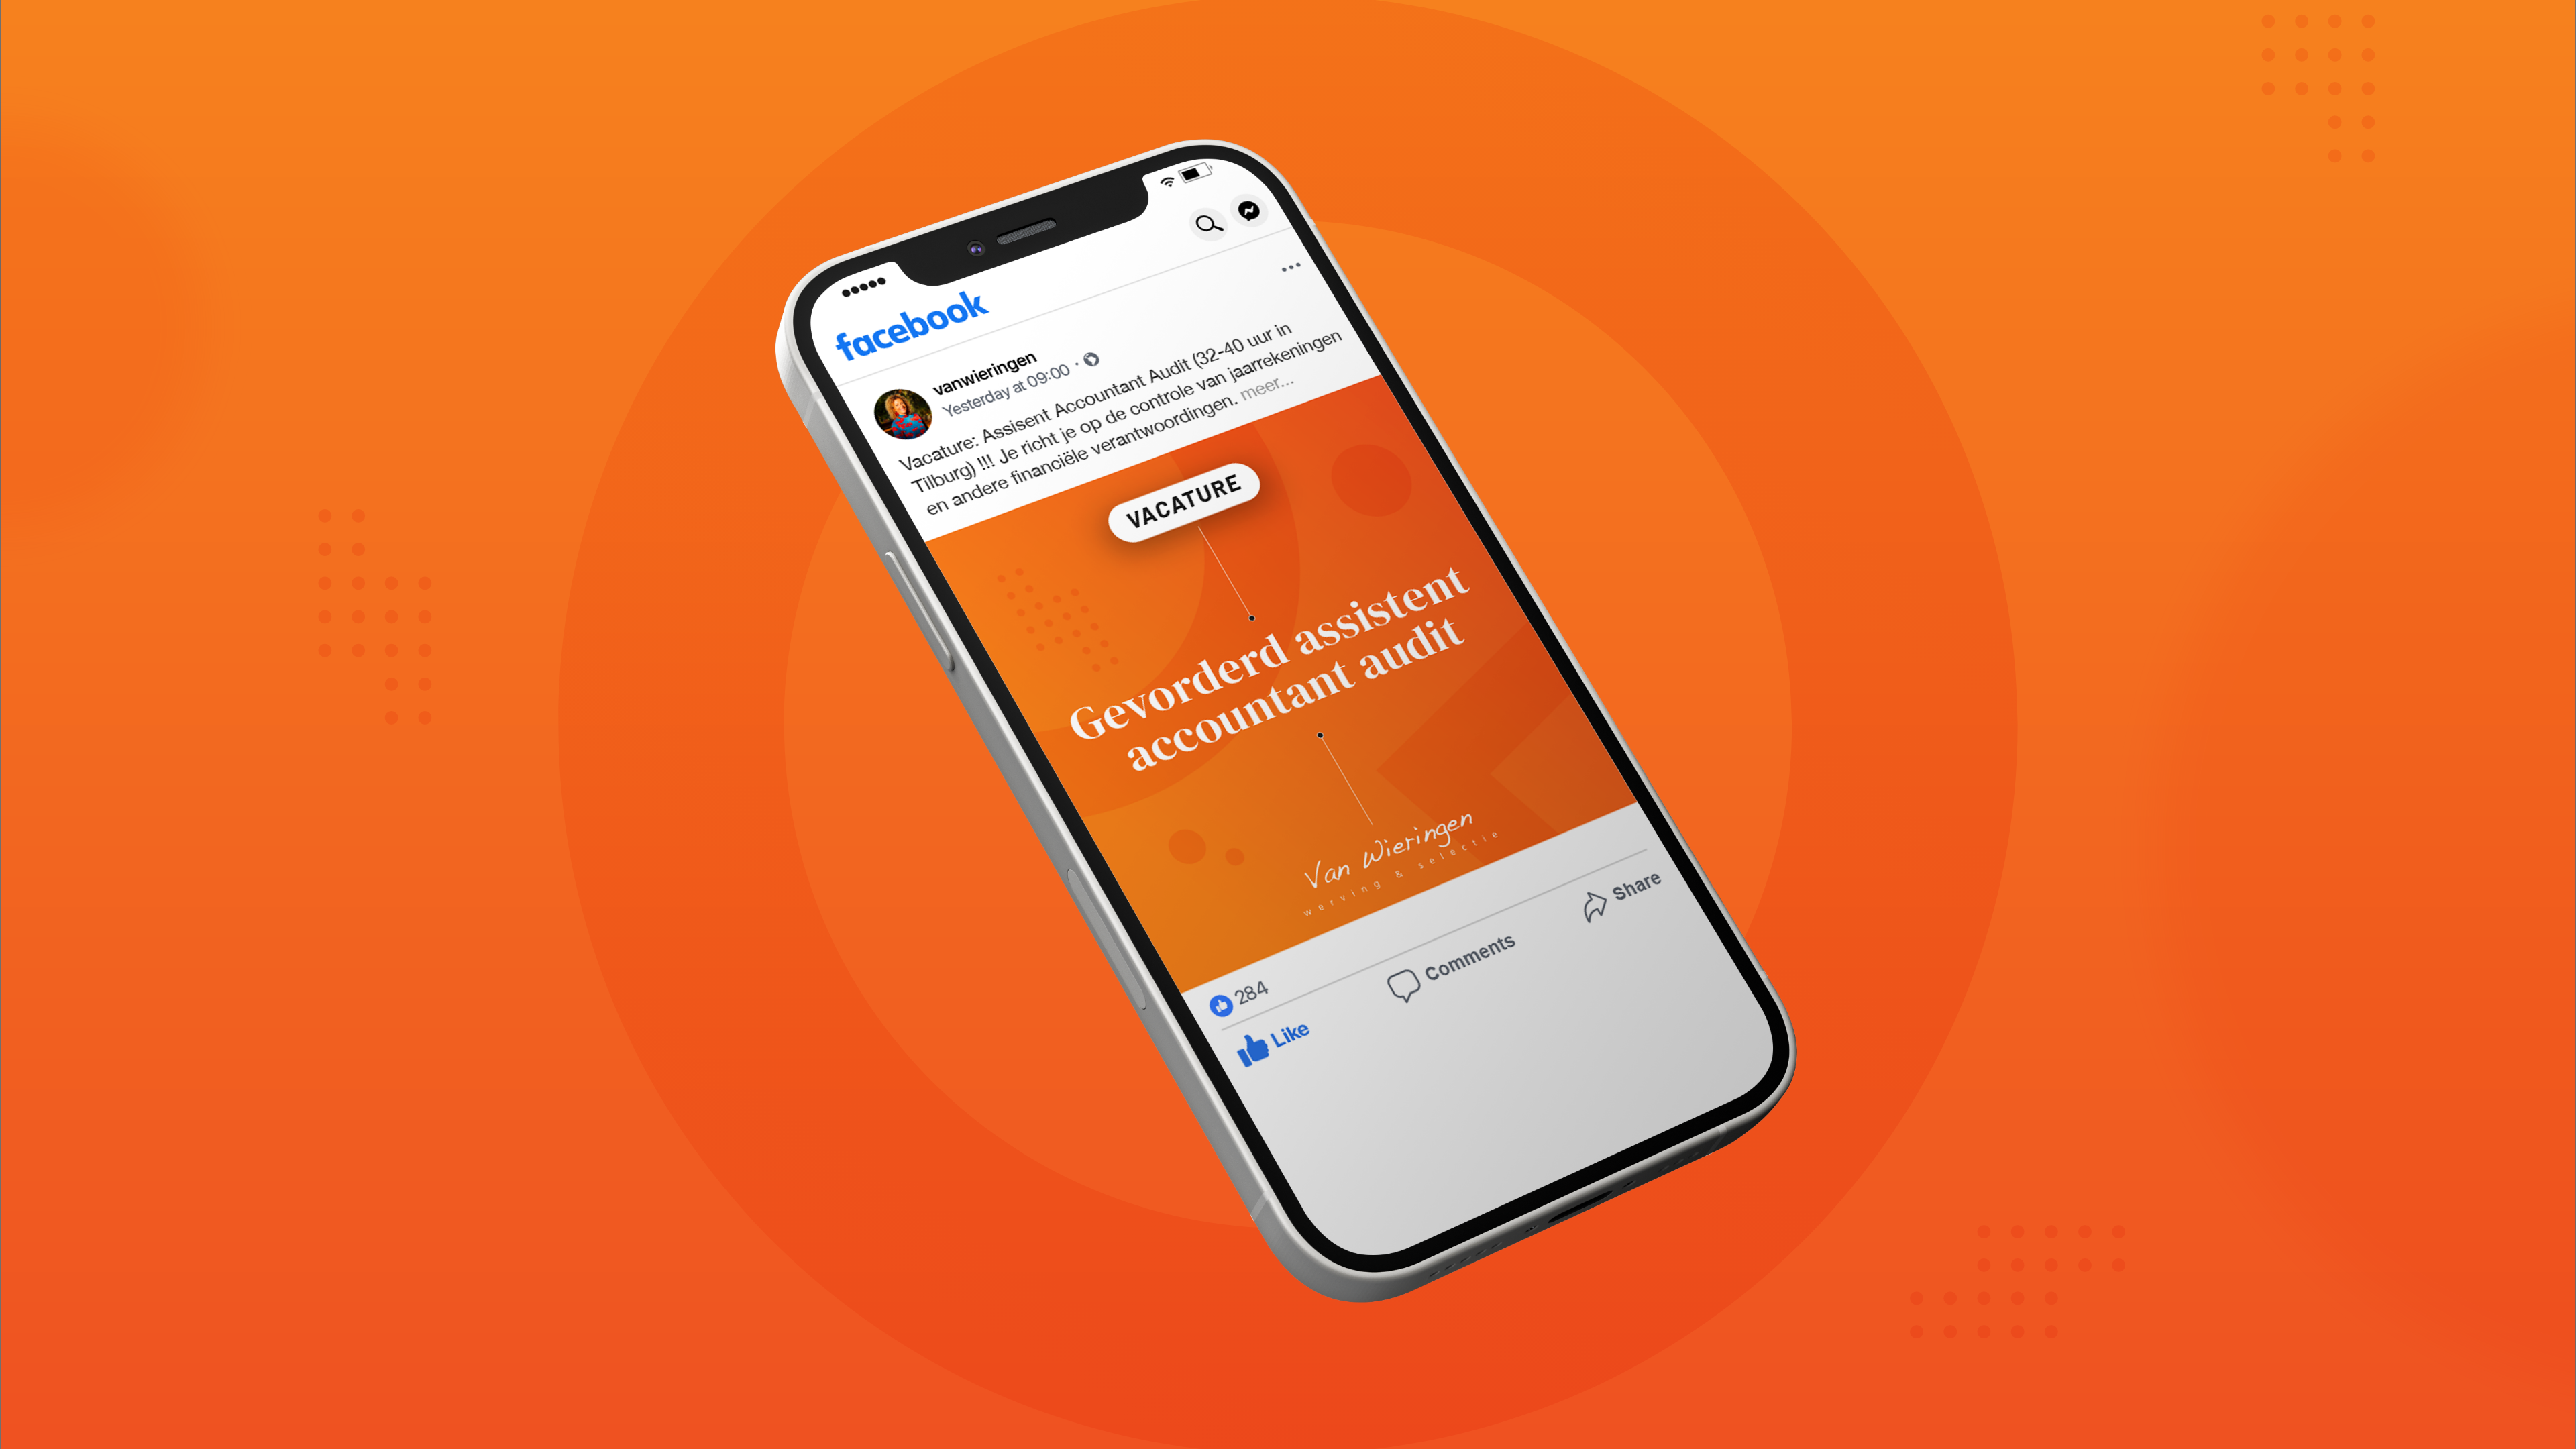 facebook
vanwieringen
Yesterday at 09:00 ·
Vacature: Assisent Accountant Audit (32-40 uur in
Tilburg) !!! Je richt je op de controle van jaarrekeningen
en andere financiële verantwoordingen. meer...
VACATURE
Gevorderd assistent
accountant audit
Van Wieringen
werving & selectie
284
Like
Comments
Share